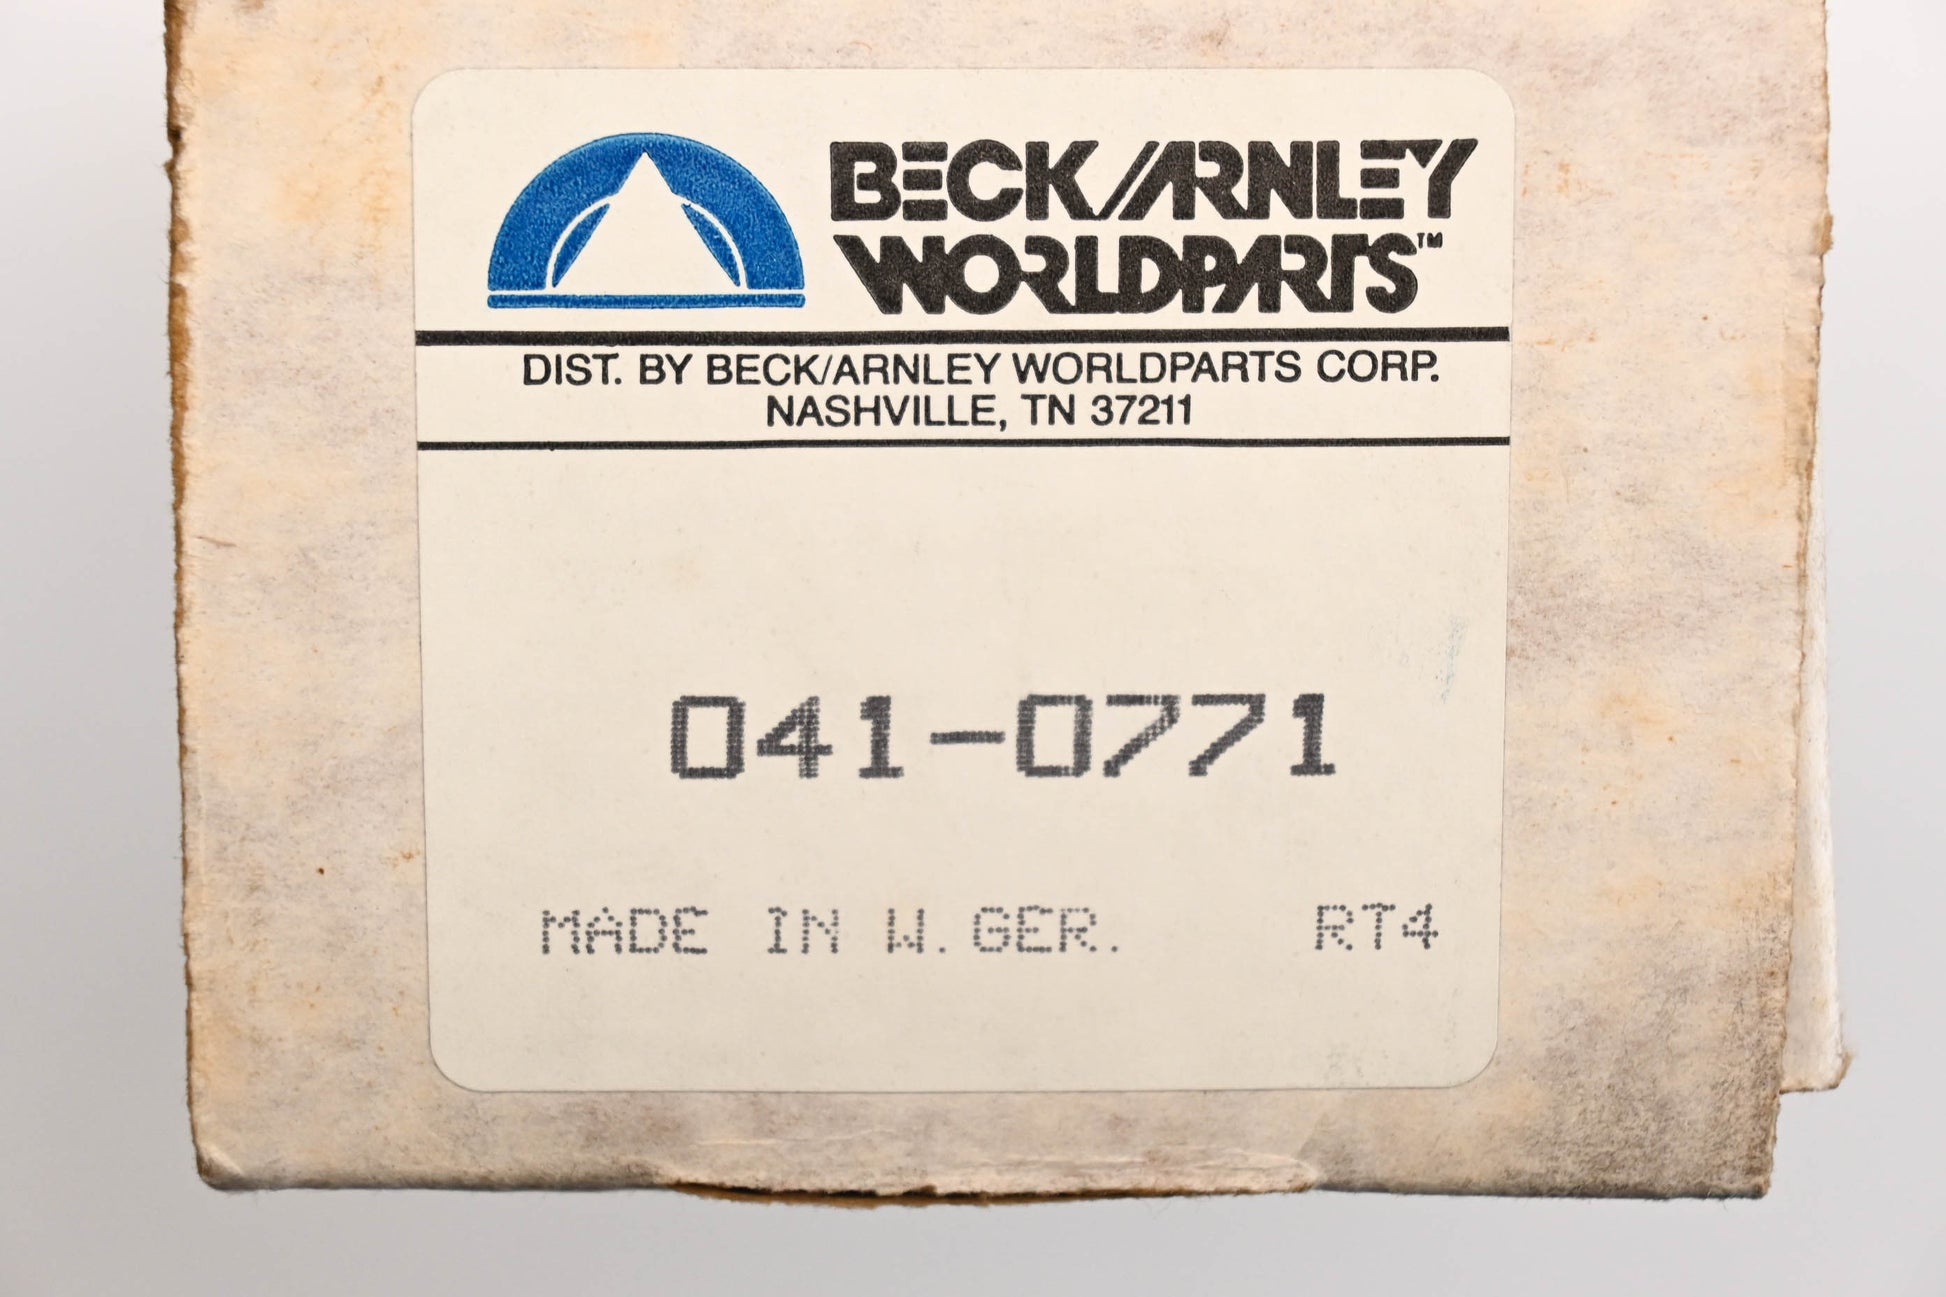 BECK/ARNLEY
WORLDPARTS™
DIST. BY BECK/ARNLEY WORLDPARTS CORP.
NASHVILLE, TN 37211
041-0771
MADE IN W.GER. RT4